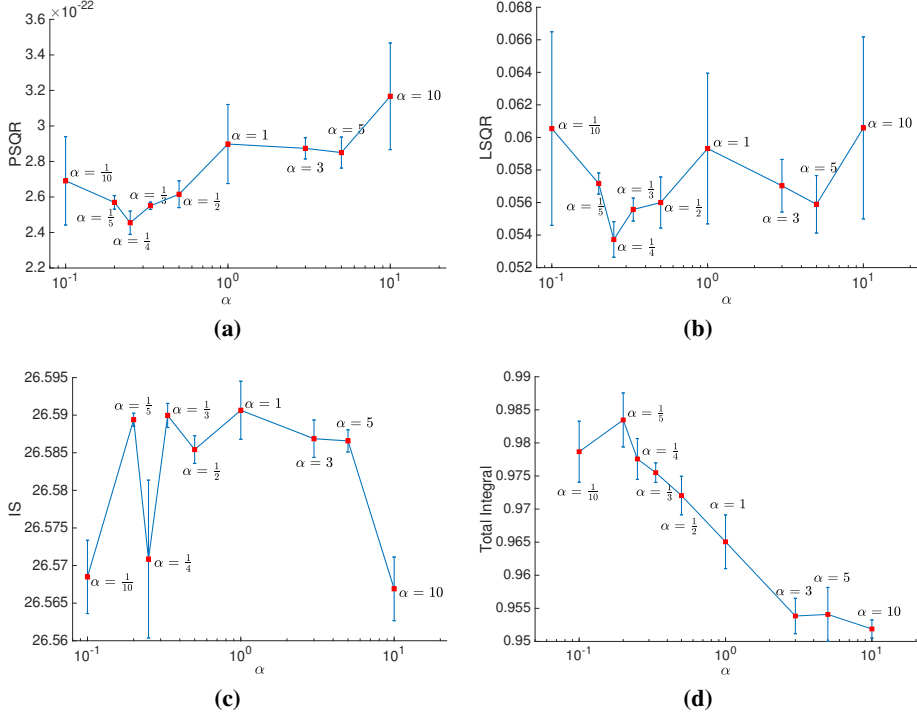 3.6 ×10⁻²²
3.2
2.8
2.6
2.4
2.2
PSQR
α = 1/10
α = 1/5
α = 1/4
α = 1/3
α = 1/2
α = 1
α = 3
α = 5
α = 10
10⁻¹ 10⁰ 10¹
α
(a)
0.068
0.066
0.064
0.062
0.06
0.058
0.056
0.054
0.052
LSQR
α = 1/10
α = 1/5
α = 1/4
α = 1/3
α = 1/2
α = 1
α = 3
α = 5
α = 10
10⁻¹ 10⁰ 10¹
α
(b)
26.595
26.59
26.585
26.58
26.575
26.57
26.565
26.56
IS
α = 1/10
α = 1/5
α = 1/4
α = 1/3
α = 1/2
α = 1
α = 3
α = 5
α = 10
10⁻¹ 10⁰ 10¹
α
(c)
0.99
0.985
0.98
0.975
0.97
0.965
0.96
0.955
0.95
Total Integral
α = 1/10
α = 1/5
α = 1/4
α = 1/3
α = 1/2
α = 1
α = 3
α = 5
α = 10
10⁻¹ 10⁰ 10¹
α
(d)